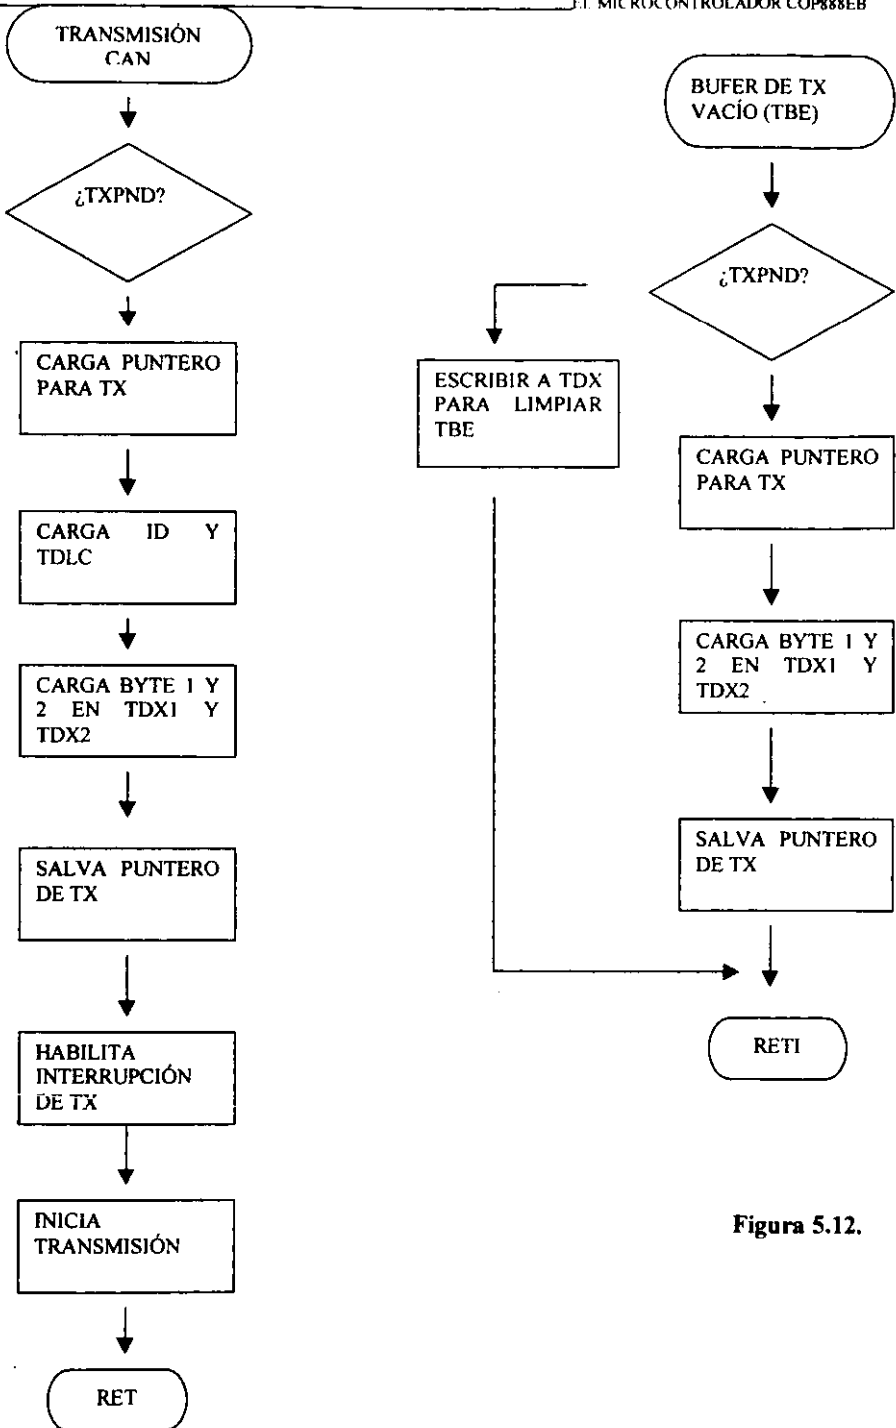 EL MICROCONTROLADOR COP888EB
TRANSMISIÓN
CAN
¿TXPND?
CARGA PUNTERO
PARA TX
CARGA ID Y
TDLC
CARGA BYTE 1 Y
2 EN TDX1 Y
TDX2
SALVA PUNTERO
DE TX
HABILITA
INTERRUPCIÓN
DE TX
INICIA
TRANSMISIÓN
RET
BUFER DE TX
VACÍO (TBE)
¿TXPND?
ESCRIBIR A TDX
PARA LIMPIAR
TBE
CARGA PUNTERO
PARA TX
CARGA BYTE 1 Y
2 EN TDX1 Y
TDX2
SALVA PUNTERO
DE TX
RETI
Figura 5.12.